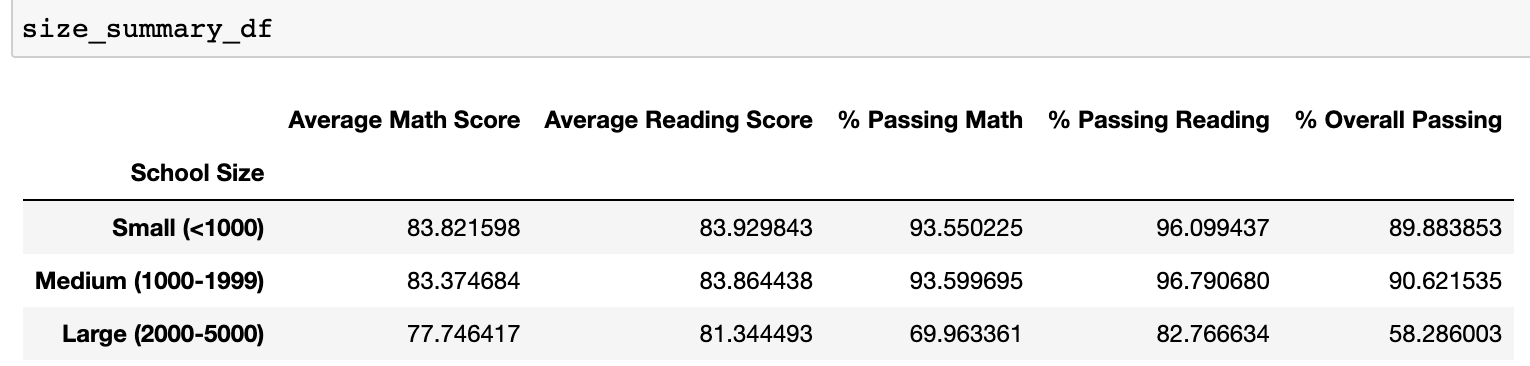 size_summary_df
Average Math Score Average Reading Score % Passing Math % Passing Reading % Overall Passing
School Size
Small (<1000) 83.821598 83.929843 93.550225 96.099437 89.883853
Medium (1000-1999) 83.374684 83.864438 93.599695 96.790680 90.621535
Large (2000-5000) 77.746417 81.344493 69.963361 82.766634 58.286003